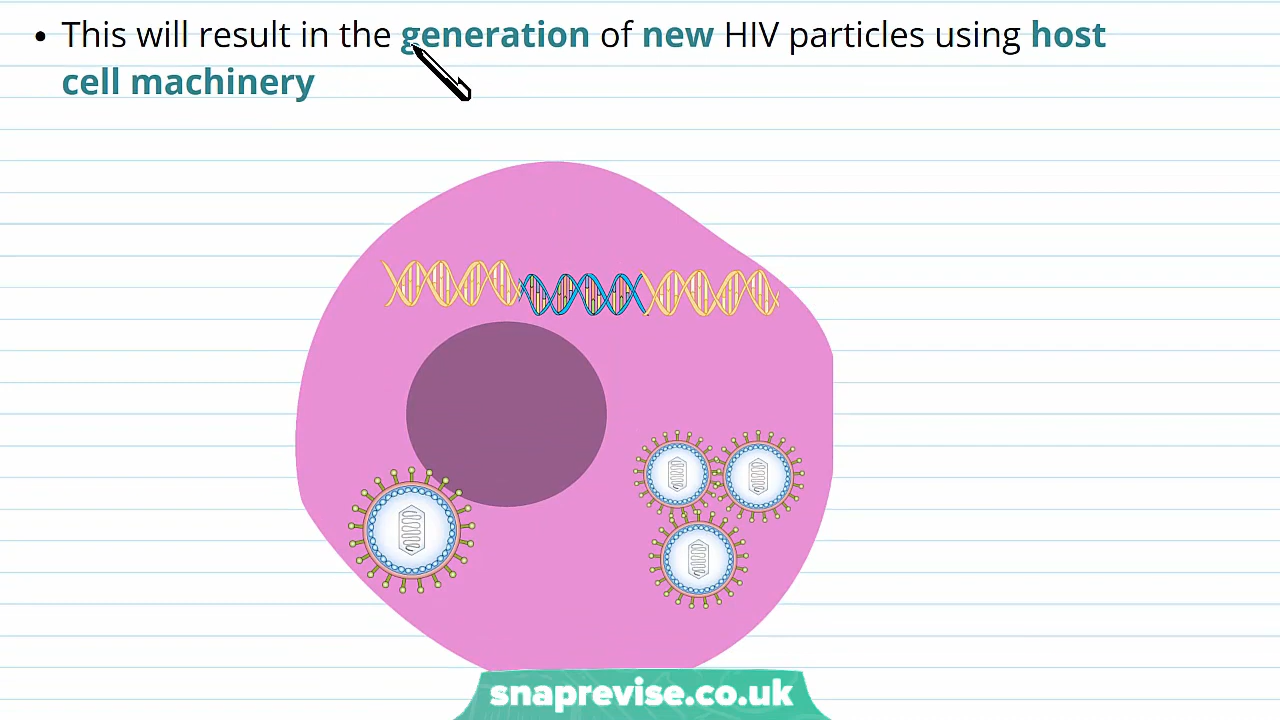 • This will result in the generation of new HIV particles using host
cell machinery
snaprevise.co.uk